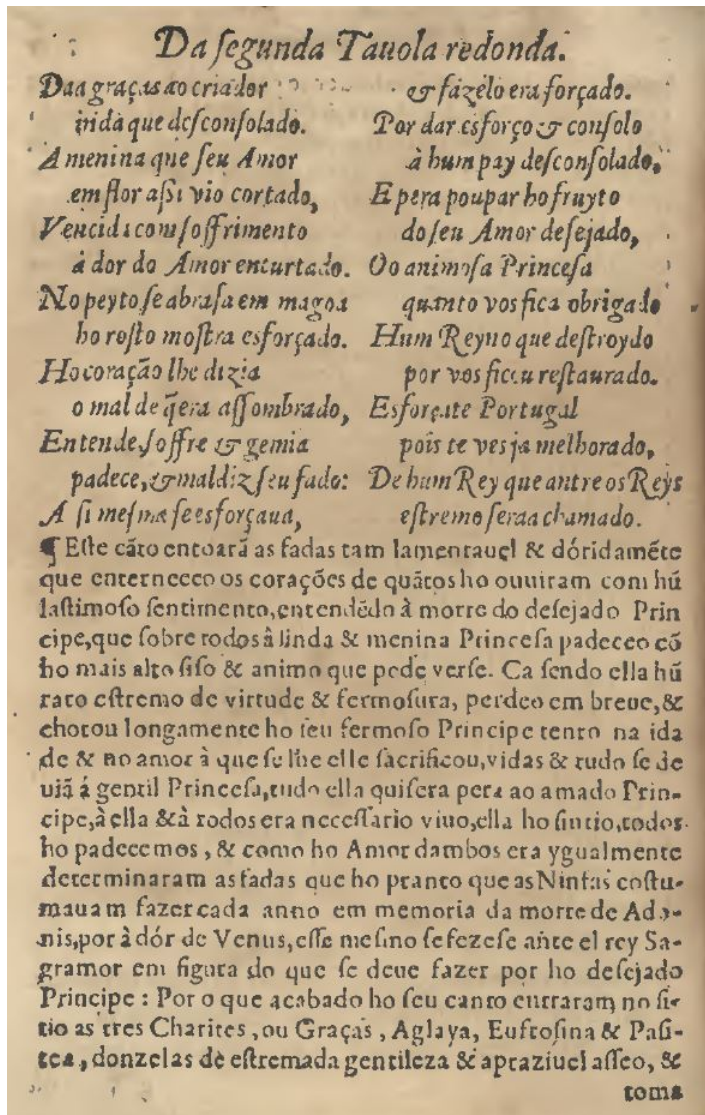 Da segunda Tauola redonda.
Daa graças ao criador
inda que desconsolado.
A menina que seu Amor
em flor assi vio cortado,
Vencida com soffrimento
á dor do Amor encurtado.
No peyto se abrasa em magoa
ho rosto mostra esforçado.
Ho coração lhe dizia
o mal de q̃ era assombrado,
Entende, soffre & gemia
padece, & maldiz seu fado:
A si mesma se esforçaua,
& fazélo era forçado.
Por dar esforço & consolo
à hum pay desconsolado,
E pera poupar ho fruyto
do seu Amor desejado,
Oo animosa Princesa
quanto vos fica obrigado
Hum Reyno que destroydo
por vos ficou restaurado.
Esforçate Portugal
pois te ves ja melhorado,
De hum Rey que antre os Reys
estremo seraa chamado.
¶ Este cãto entoarã as fadas tam lamentauel & dóridamẽte
que enterneceo os corações de quãtos ho ouuiram com hũ
lastimoso sentimento, entendẽdo à morte do desejado Prin
cipe, que sobre todos â linda & menina Princesa padeceo cõ
ho mais alto siso & animo que pede verse. Ca sendo ella hũ
raro estremo de virtude & fermosura, perdeo em breue, &
chorou longamente ho seu fermoso Principe tenro na ida
de & no amor à que se lhe elle sacrificou, vidas & tudo se de
uiã á gentil Princesa, tudo ella quisera pera ao amado Prin-
cipe, à ella & à todos era necessario viuo, ella ho sintio, todos
ho padecemos, & como ho Amor dambos era ygualmente
determinaram as fadas que ho pranto que as Ninfas costu-
mauam fazer cada anno em memoria da morte de Ado-
nis, por à dór de Venus, esse mesmo se fezese ante el rey Sa-
gramor em figura do que se deue fazer por ho desejado
Principe: Por o que acabado ho seu canto entraram no si-
tio as tres Charites, ou Graças, Aglaya, Eufrosina & Pasi-
tea, donzelas de estremada gentileza & aprazíuel asseo, &
toma